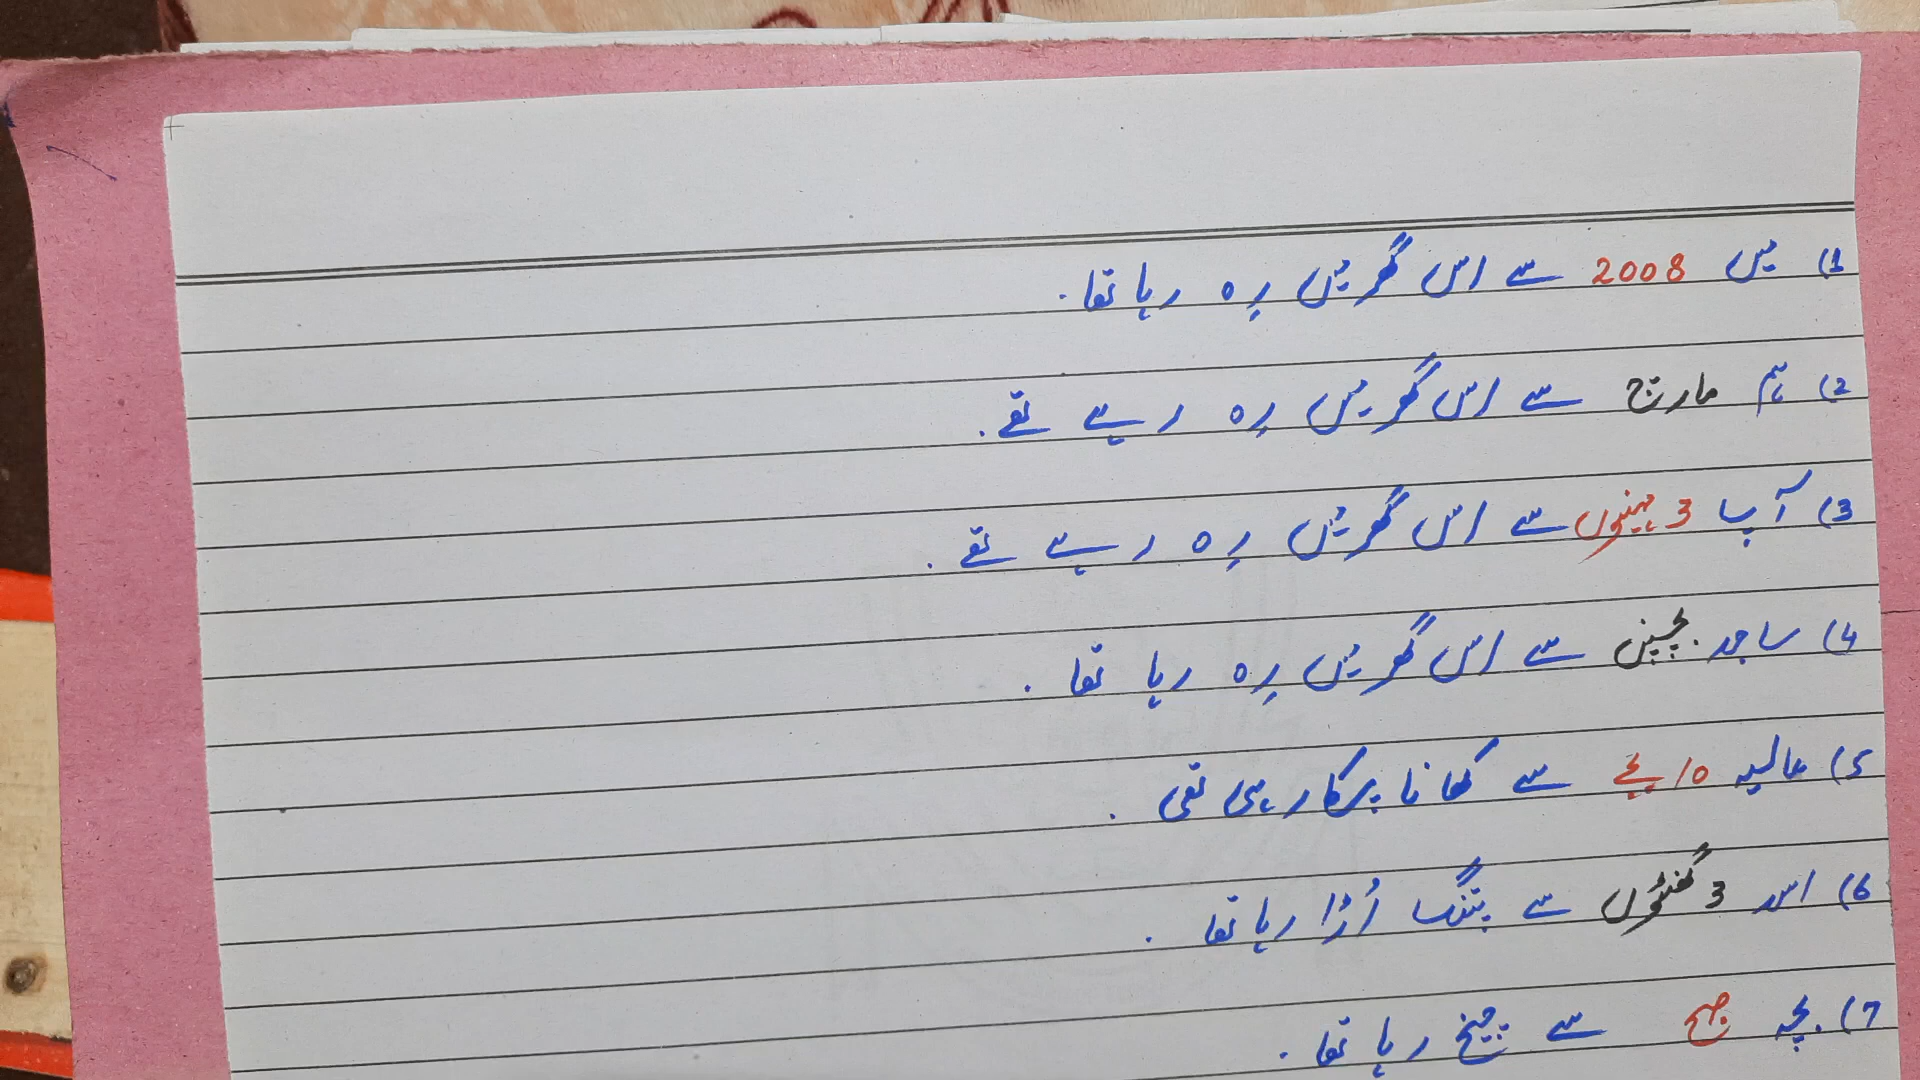 1) میں 2008 سے اس گھر میں رہ رہا تھا۔
2) ہم مارچ سے اس گھر میں رہ رہے تھے۔
3) آپ 3 مہینوں سے اس گھر میں رہ رہے تھے۔
4) ساجد بچپن سے اس گھر میں رہ رہا تھا۔
5) عالیہ 10 بجے سے کھانا پکا رہی تھی۔
6) اسد 3 گھنٹوں سے پتنگ اُڑا رہا تھا۔
7) بچہ صبح سے چیخ رہا تھا۔